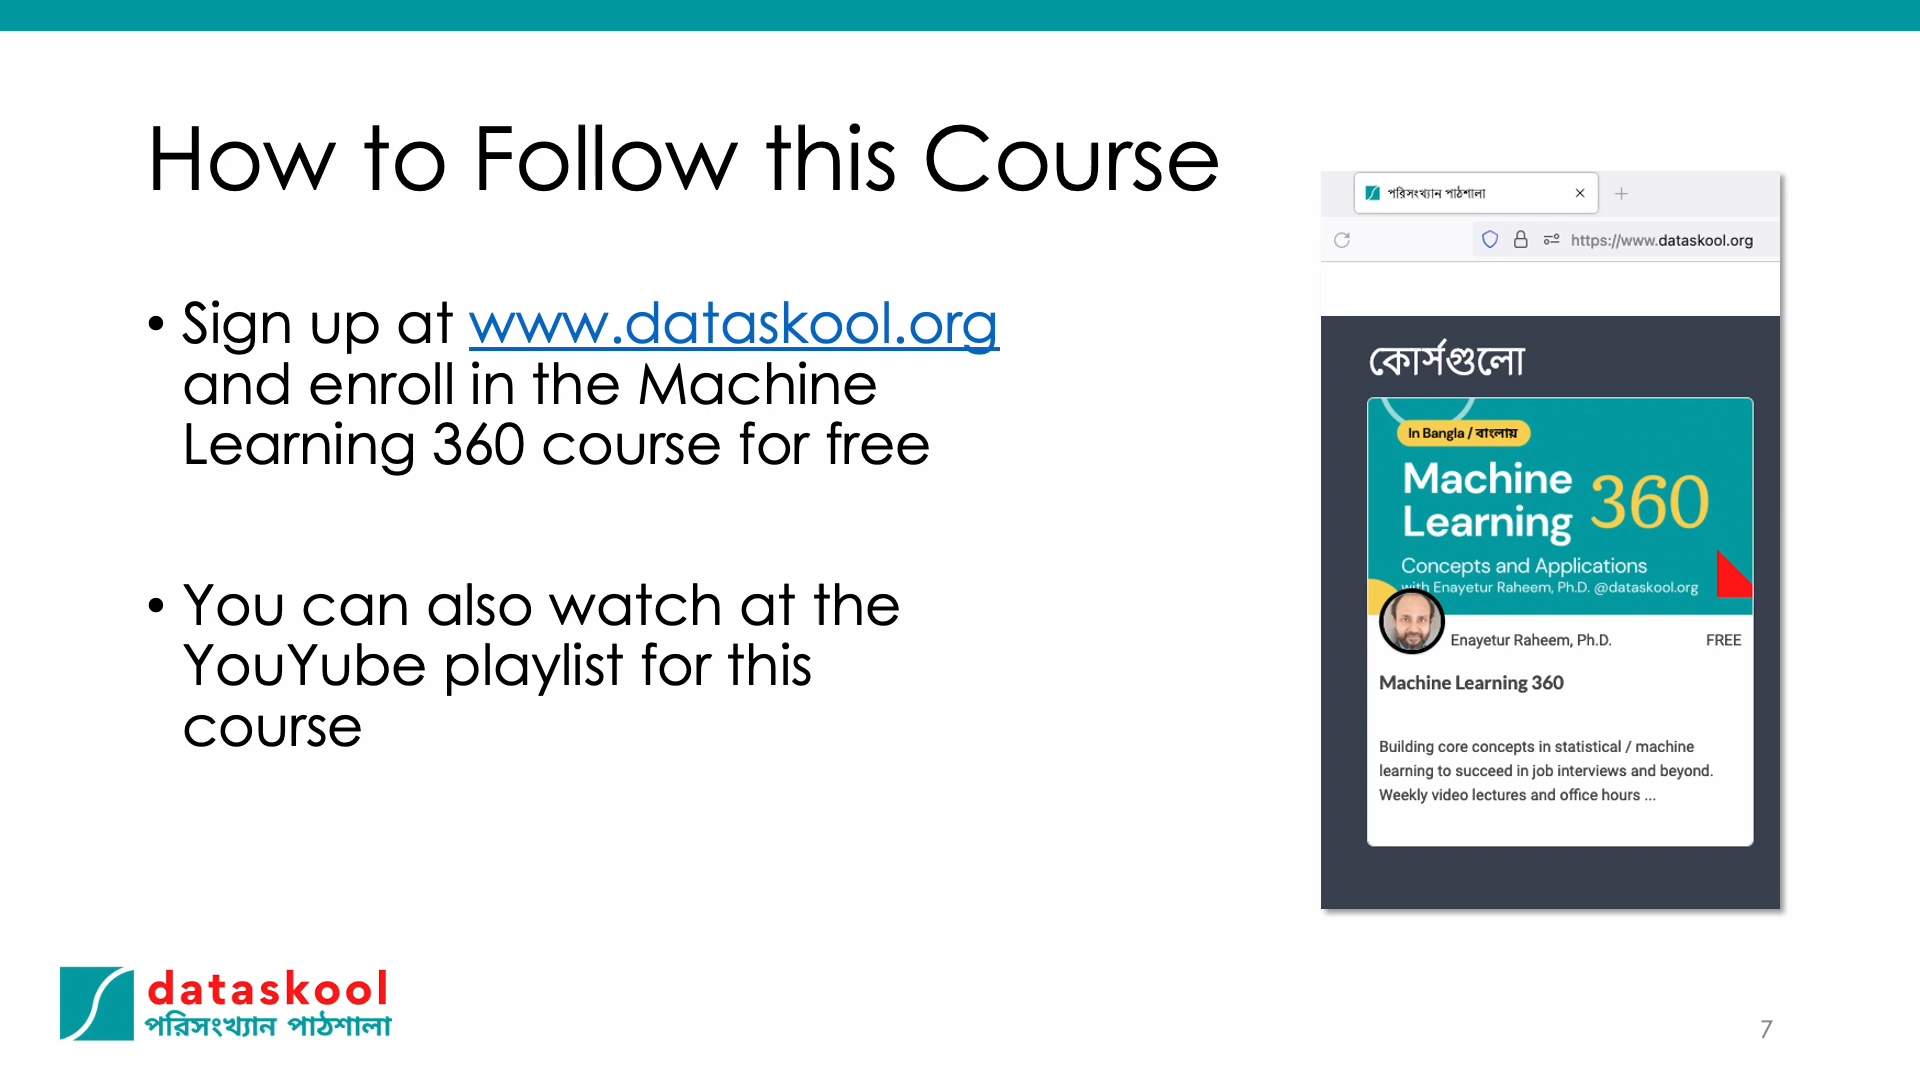 How to Follow this Course
• Sign up at www.dataskool.org
and enroll in the Machine
Learning 360 course for free
• You can also watch at the
YouYube playlist for this
course
পরিসংখ্যান পাঠশালা
https://www.dataskool.org
কোর্সগুলো
In Bangla / বাংলায়
Machine
Learning
360
Concepts and Applications
with Enayetur Raheem, Ph.D. @dataskool.org
Enayetur Raheem, Ph.D.
FREE
Machine Learning 360
Building core concepts in statistical / machine
learning to succeed in job interviews and beyond.
Weekly video lectures and office hours ...
dataskool
পরিসংখ্যান পাঠশালা
7